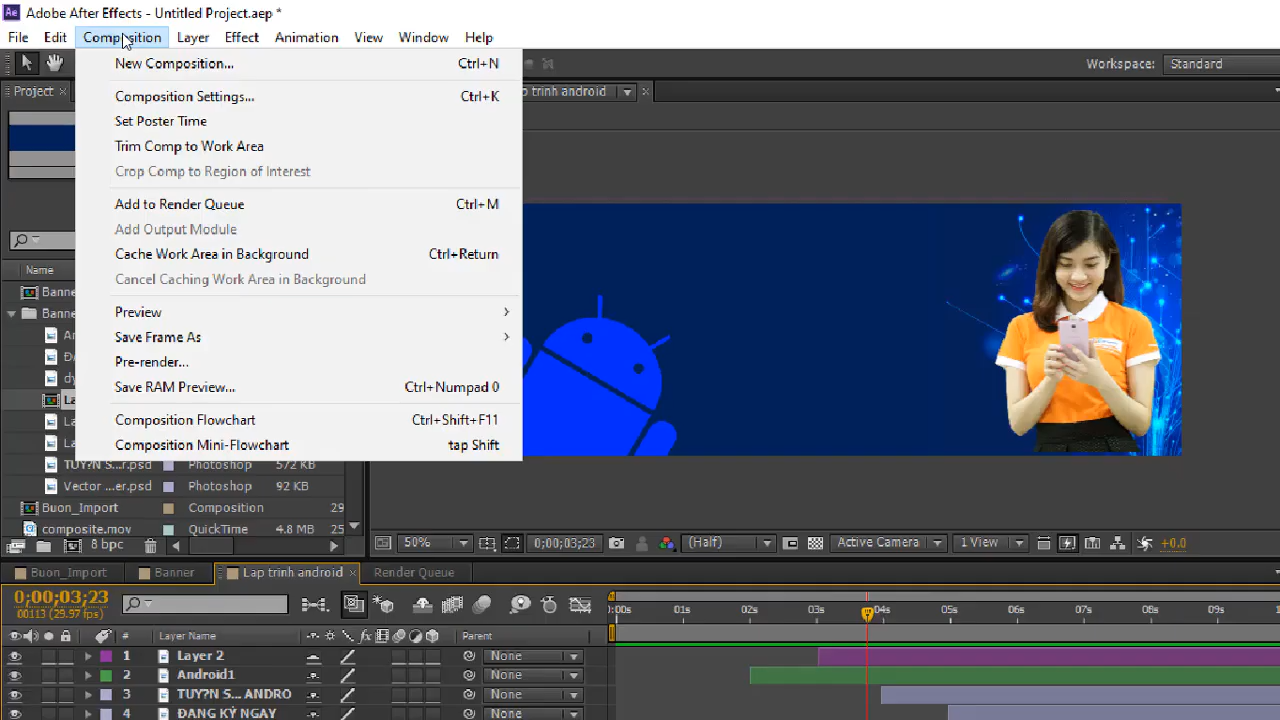 Adobe After Effects - Untitled Project.aep *
File Edit Composition Layer Effect Animation View Window Help
Workspace: Standard
Project
trinh android
New Composition... Ctrl+N
Composition Settings... Ctrl+K
Set Poster Time
Trim Comp to Work Area
Crop Comp to Region of Interest
Add to Render Queue Ctrl+M
Add Output Module
Cache Work Area in Background Ctrl+Return
Cancel Caching Work Area in Background
Preview
Save Frame As
Pre-render...
Save RAM Preview... Ctrl+Numpad 0
Composition Flowchart Ctrl+Shift+F11
Composition Mini-Flowchart tap Shift
Name
TUY?N S...r.psd Photoshop 572 KB
Vector ...er.psd Photoshop 92 KB
Buon_Import Composition 29
composite.mov QuickTime 4.8 MB 25
8 bpc
50% 0;00;03;23 (Half) Active Camera 1 View +0.0
Buon_Import Banner Lap trinh android Render Queue
0;00;03;23
00113 (29.97 fps)
:00s 01s 02s 03s 04s 05s 06s 07s 08s 09s
# Layer Name fx Parent
1 Layer 2 None
2 Android1 None
3 TUY?N S... ANDRO None
4 ĐĂNG KÝ NGAY None